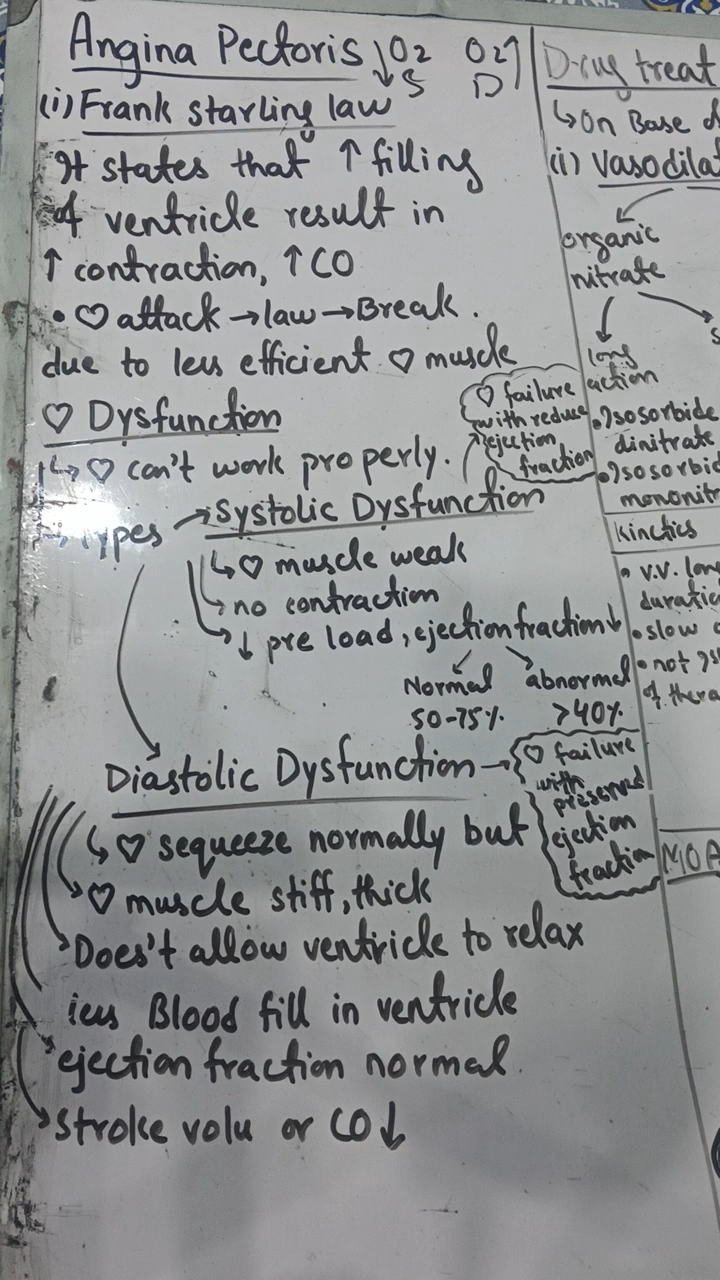 Angina Pectoris ↓O2 O2↑
S D
(i) Frank starling law
It states that ↑ filling
of ventricle result in
↑ contraction, ↑ CO
• ♡ attack → law → Break.
due to less efficient ♡ muscle
♡ Dysfunction
↳ ♡ can't work properly.
♡ failure
with reduce
ejection
fraction
Types → Systolic Dysfunction
↳ ♡ muscle weak
→ no contraction
→ ↓ pre load, ejection fraction ↓
Normal abnormal
50-75% >40%
Diastolic Dysfunction →
♡ failure
with
preserved
ejection
fraction
↳ ♡ sequeeze normally but
→ ♡ muscle stiff, thick
→ Does't allow ventricle to relax
Blood fill in ventricle
→ ejection fraction normal.
→ stroke volu or CO ↓
Drug treat
↳ On Base
(i) Vasodila
organic
nitrate
long
action
• Isosorbide
dinitrate
• Isosorbid
mononitr
Kinctics
• v.v. lon
duratio
• slow
• not
of thera
MOA